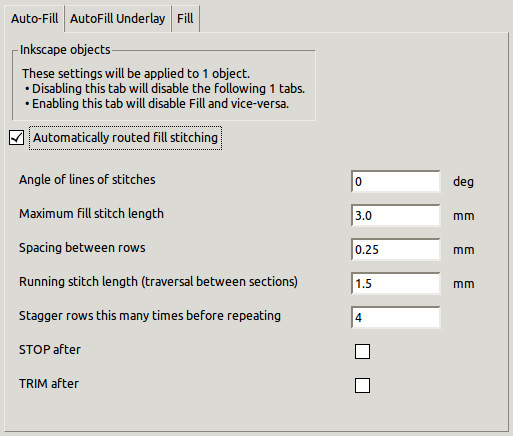 Auto-Fill AutoFill Underlay Fill
Inkscape objects
These settings will be applied to 1 object.
• Disabling this tab will disable the following 1 tabs.
• Enabling this tab will disable Fill and vice-versa.
Automatically routed fill stitching
Angle of lines of stitches 0 deg
Maximum fill stitch length 3.0 mm
Spacing between rows 0.25 mm
Running stitch length (traversal between sections) 1.5 mm
Stagger rows this many times before repeating 4
STOP after
TRIM after